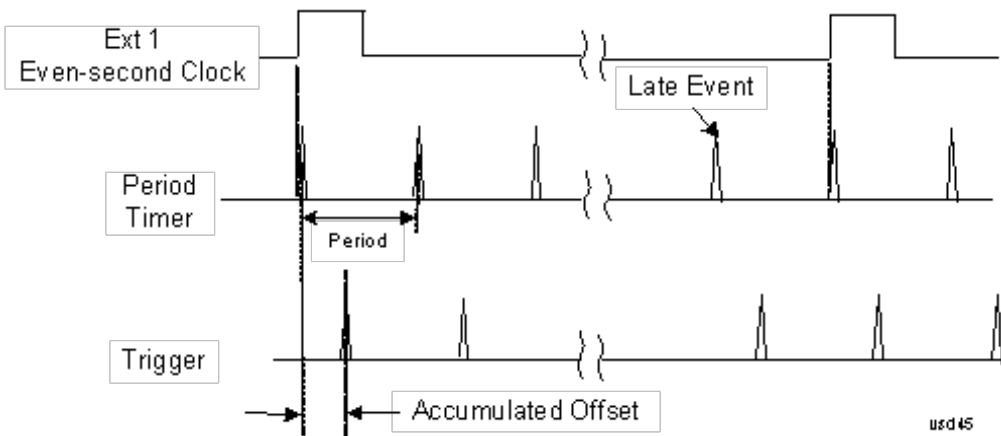 Ext 1
Even-second Clock
Late Event
Period
Timer
Period
Trigger
Accumulated Offset
usd45